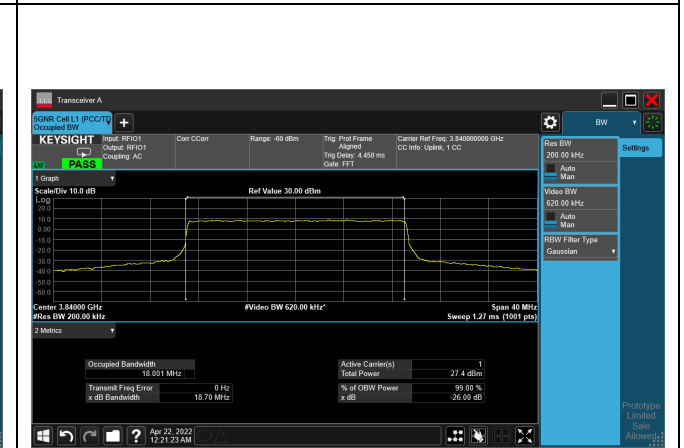 Transceiver A
5GNR Cell L1 (PCC/TD
Occupied BW
KEYSIGHT
LXI
PASS
Input: RFIO1
Output: RFIO1
Coupling: AC
Corr CCorr
Range: -60 dBm
Trig: Prof Frame
Aligned
Trig Delay: 4.450 ms
Gate: FFT
Carrier Ref Freq: 3.840000000 GHz
CC Info: Uplink, 1 CC
BW
Res BW
200.00 kHz
Auto
Man
Video BW
620.00 kHz
Auto
Man
RBW Filter Type
Gaussian
Settings
1 Graph
Scale/Div 10.0 dB
Ref Value 30.00 dBm
Log
20.0
10.0
0.00
-10.0
-20.0
-30.0
-40.0
-50.0
-60.0
Center 3.84000 GHz
#Video BW 620.00 kHz*
Span 40 MHz
#Res BW 200.00 kHz
Sweep 1.27 ms (1001 pts)
2 Metrics
Occupied Bandwidth
18.001 MHz
Active Carrier(s) 1
Total Power 27.4 dBm
Transmit Freq Error 0 Hz
x dB Bandwidth 18.70 MHz
% of OBW Power 99.00 %
x dB -26.00 dB
Apr 22, 2022
12:21:23 AM
Prototype
Limited
Sale
Allowed